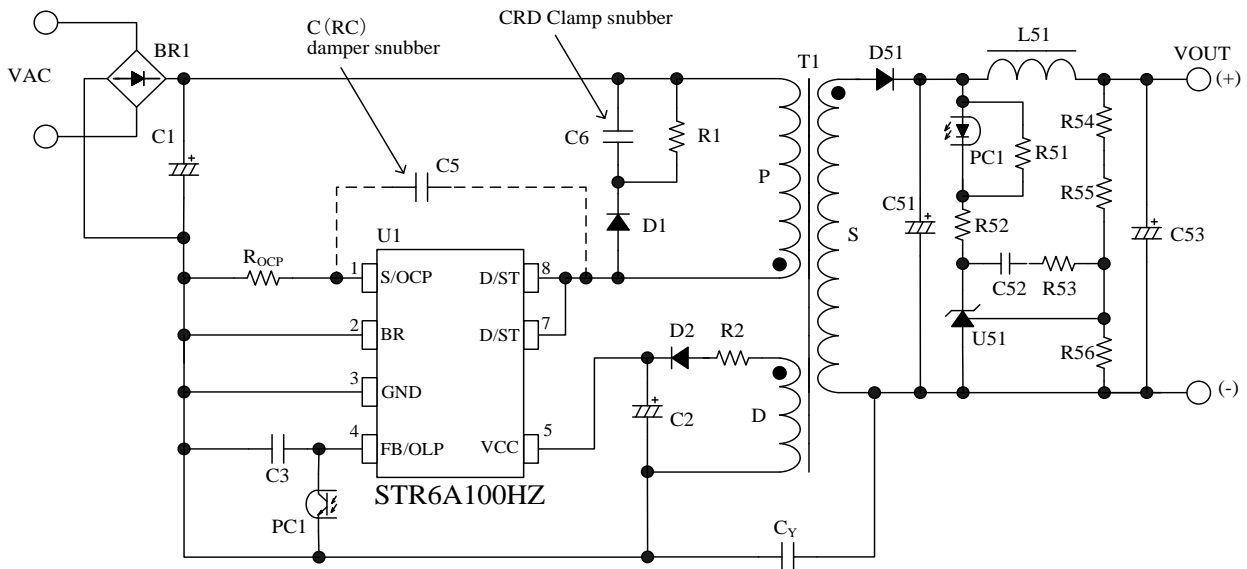 C (RC)
damper snubber
CRD Clamp snubber
BR1
VAC
C1
C6
R1
C5
P
T1
S
D51
L51
VOUT
(+)
PC1
R51
R54
R55
C51
R52
C53
C52
R53
U51
R56
(-)
D1
U1
ROCP
1
S/OCP
D/ST
8
D/ST
7
2
BR
3
GND
4
FB/OLP
VCC
5
D2
R2
C2
D
C3
PC1
STR6A100HZ
CY